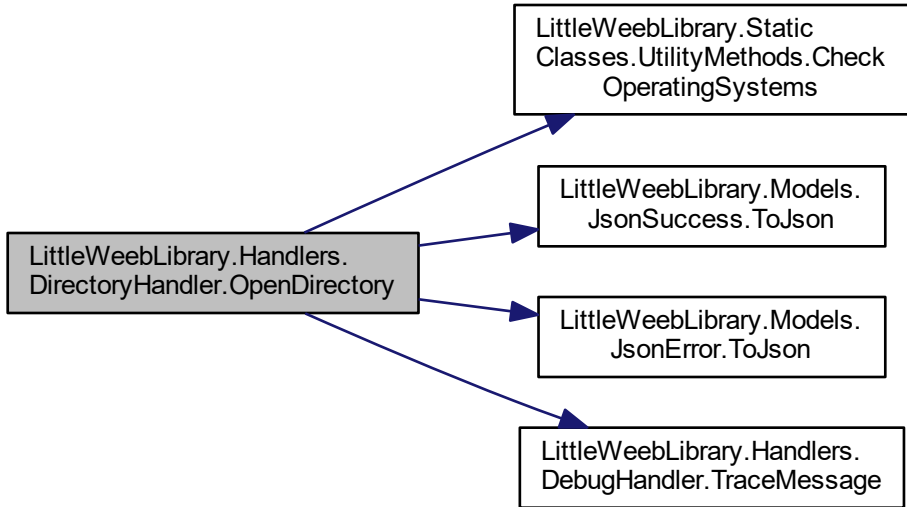 LittleWeebLibrary.Handlers.
DirectoryHandler.OpenDirectory
LittleWeebLibrary.Static
Classes.UtilityMethods.Check
OperatingSystems
LittleWeebLibrary.Models.
JsonSuccess.ToJson
LittleWeebLibrary.Models.
JsonError.ToJson
LittleWeebLibrary.Handlers.
DebugHandler.TraceMessage